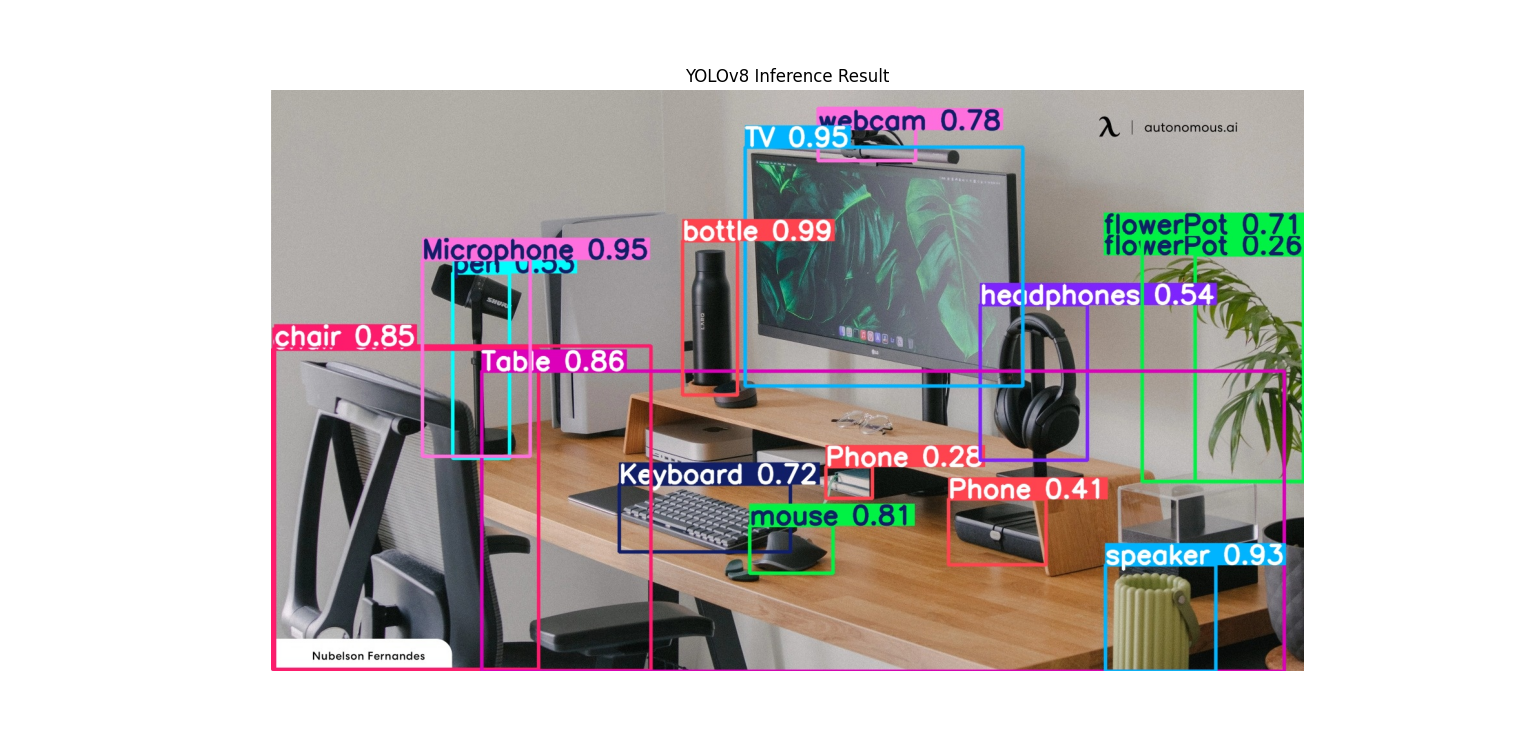 YOLOv8 Inference Result
webcam 0.78
autonomous.ai
TV 0.95
flowerPot 0.71
bottle 0.99
flowerPot 0.26
Microphone 0.95
pen 0.53
headphones 0.54
chair 0.85
Table 0.86
Phone 0.28
Keyboard 0.72
Phone 0.41
mouse 0.81
speaker 0.93
Nubelson Fernandes